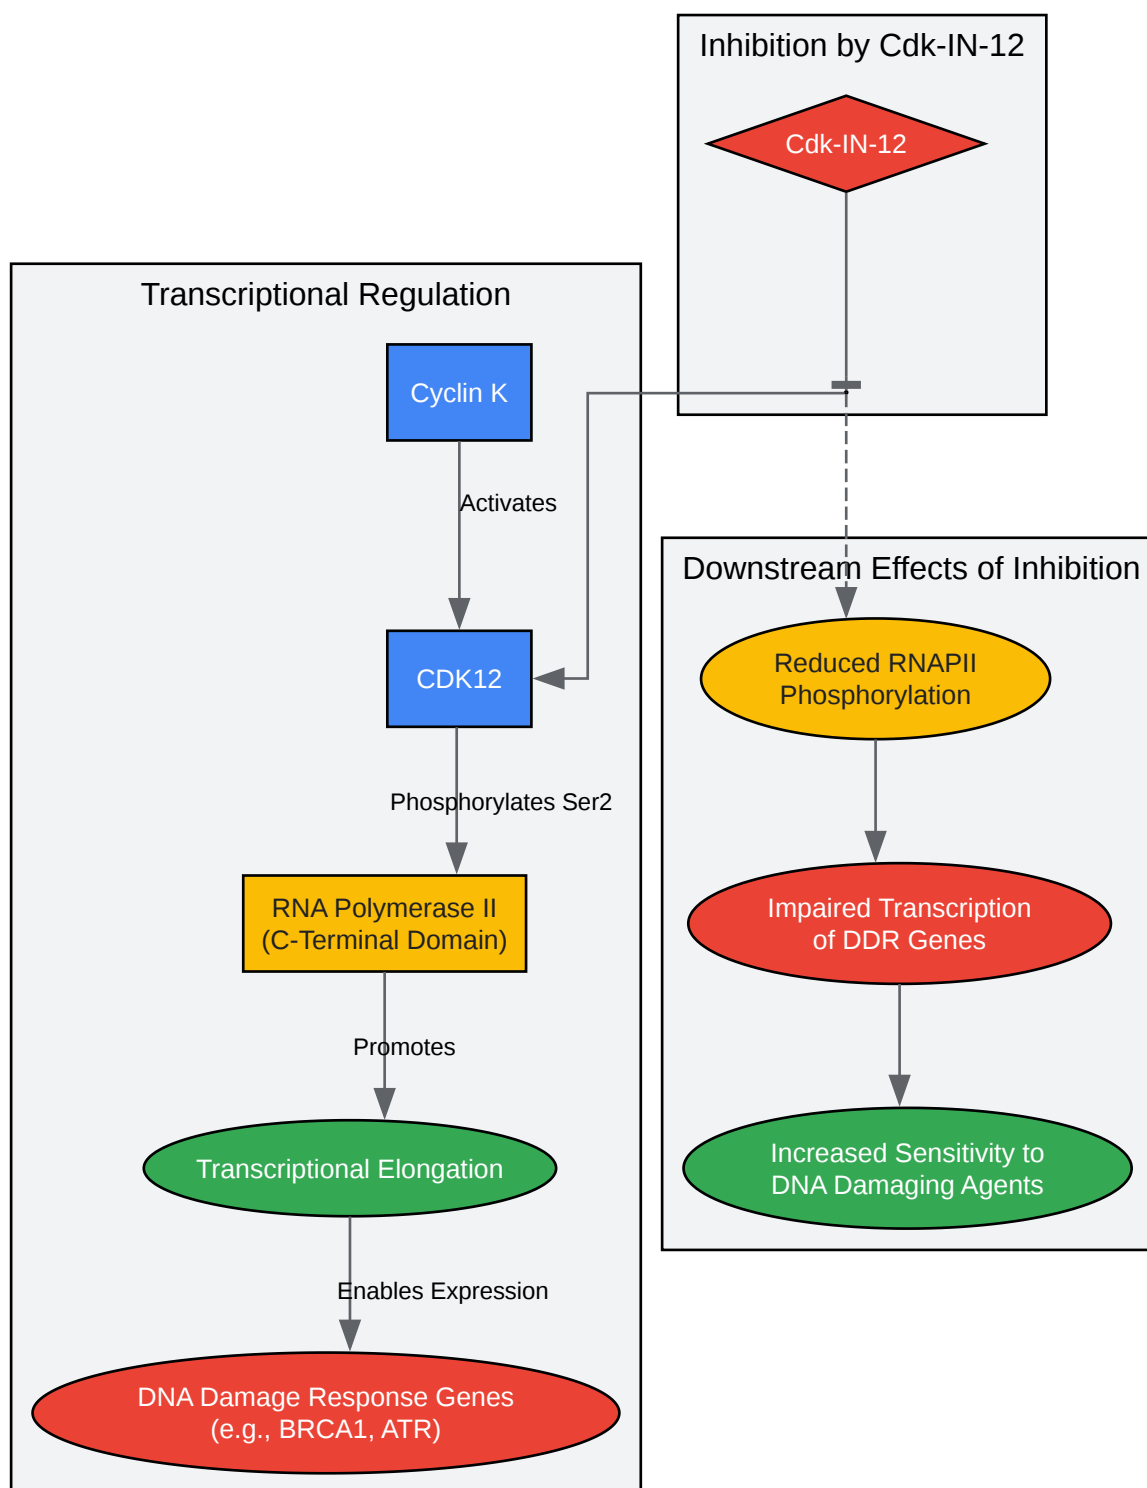 Inhibition by Cdk-IN-12
Cdk-IN-12
Transcriptional Regulation
Cyclin K
Activates
CDK12
Phosphorylates Ser2
RNA Polymerase II
(C-Terminal Domain)
Promotes
Transcriptional Elongation
Enables Expression
DNA Damage Response Genes
(e.g., BRCA1, ATR)
Downstream Effects of Inhibition
Reduced RNAPII
Phosphorylation
Impaired Transcription
of DDR Genes
Increased Sensitivity to
DNA Damaging Agents